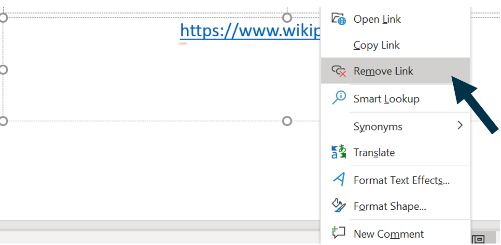 Open Link
https://www.wikip
Copy Link
Remove Link
Smart Lookup
Synonyms
Translate
Format Text Effects...
Format Shape...
New Comment